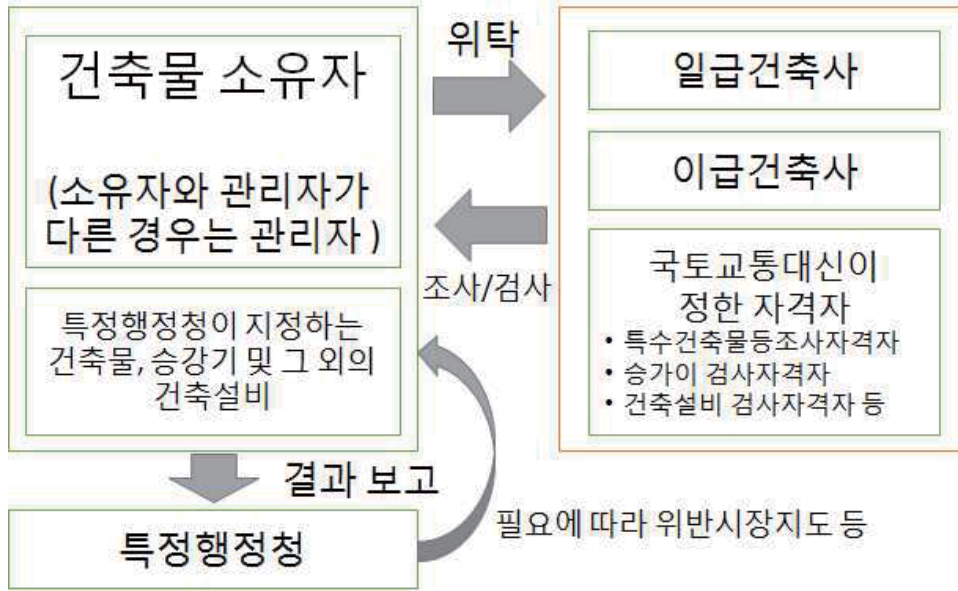 건축물 소유자
(소유자와 관리자가
다른 경우는 관리자 )
특정행정청이 지정하는
건축물, 승강기 및 그 외의
건축설비
위탁
조사/검사
일급건축사
이급건축사
국토교통대신이
정한 자격자
• 특수건축물등조사자격자
• 승가이 검사자격자
• 건축설비 검사자격자 등
결과 보고
특정행정청
필요에 따라 위반시장지도 등